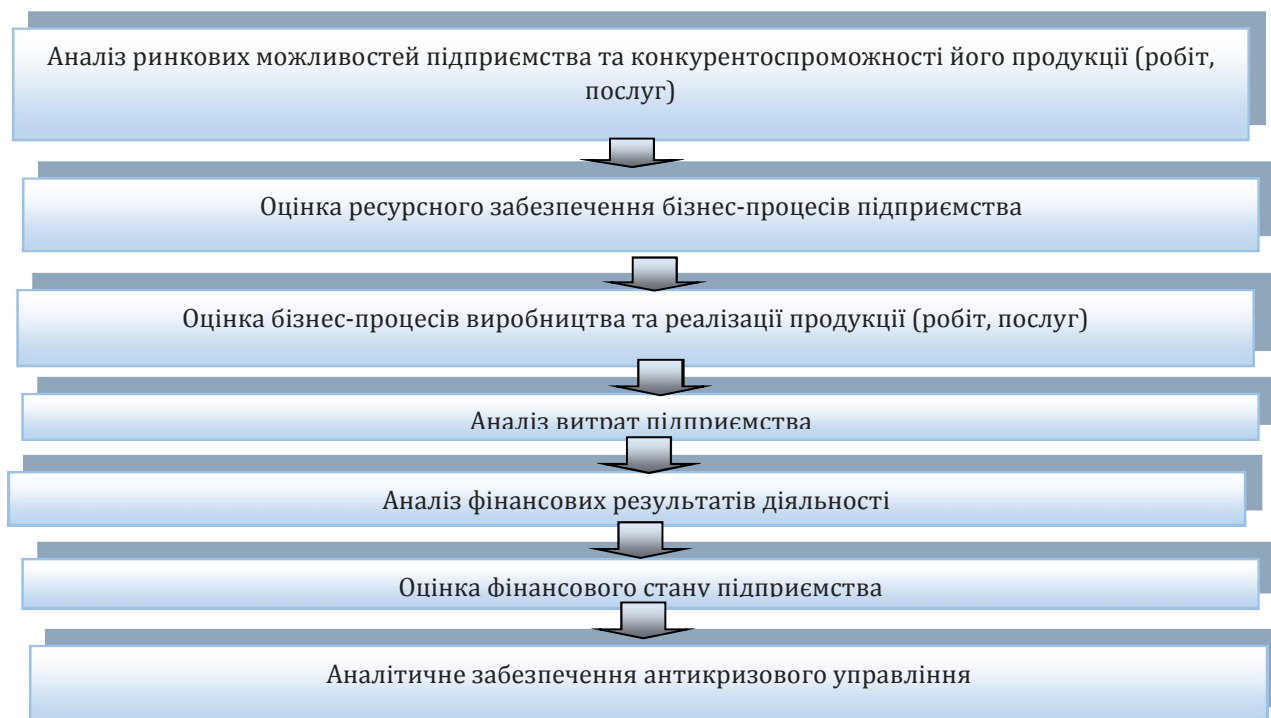 Аналіз ринкових можливостей підприємства та конкурентоспроможності його продукції (робіт,
послуг)
Оцінка ресурсного забезпечення бізнес-процесів підприємства
Оцінка бізнес-процесів виробництва та реалізації продукції (робіт, послуг)
Аналіз витрат підприємства
Аналіз фінансових результатів діяльності
Оцінка фінансового стану підприємства
Аналітичне забезпечення антикризового управління